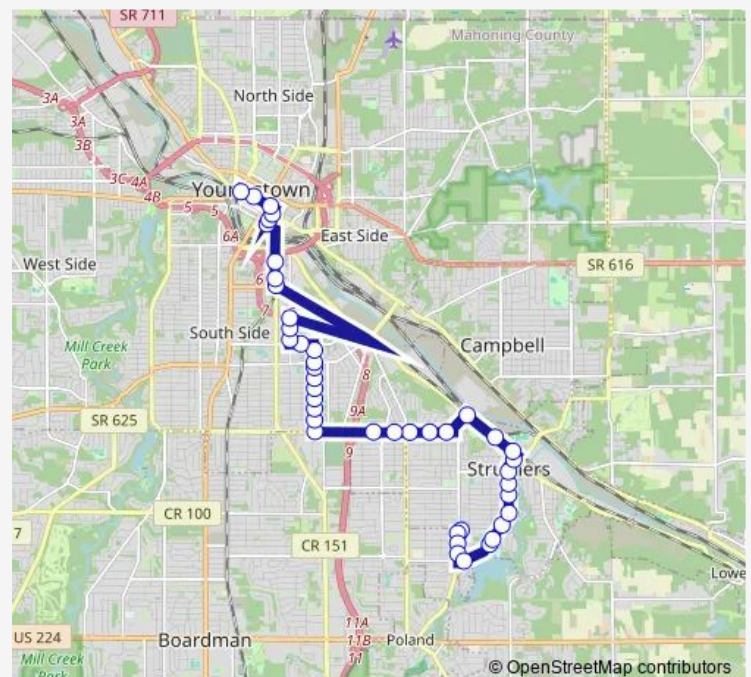 SR 711
Mahoning County
North Side
3A
3A
3B
3C
4A
4B
5
5
6A
Youngstown
East Side
West Side
SR 616
6
7
South Side
Mill Creek
Park
Campbell
8
SR 625
9A
9
Struthers
CR 100
7
CR 151
Lowe
US 224
Boardman
11A
11B
11
Poland
Mill Creek
Park
© OpenStreetMap contributors